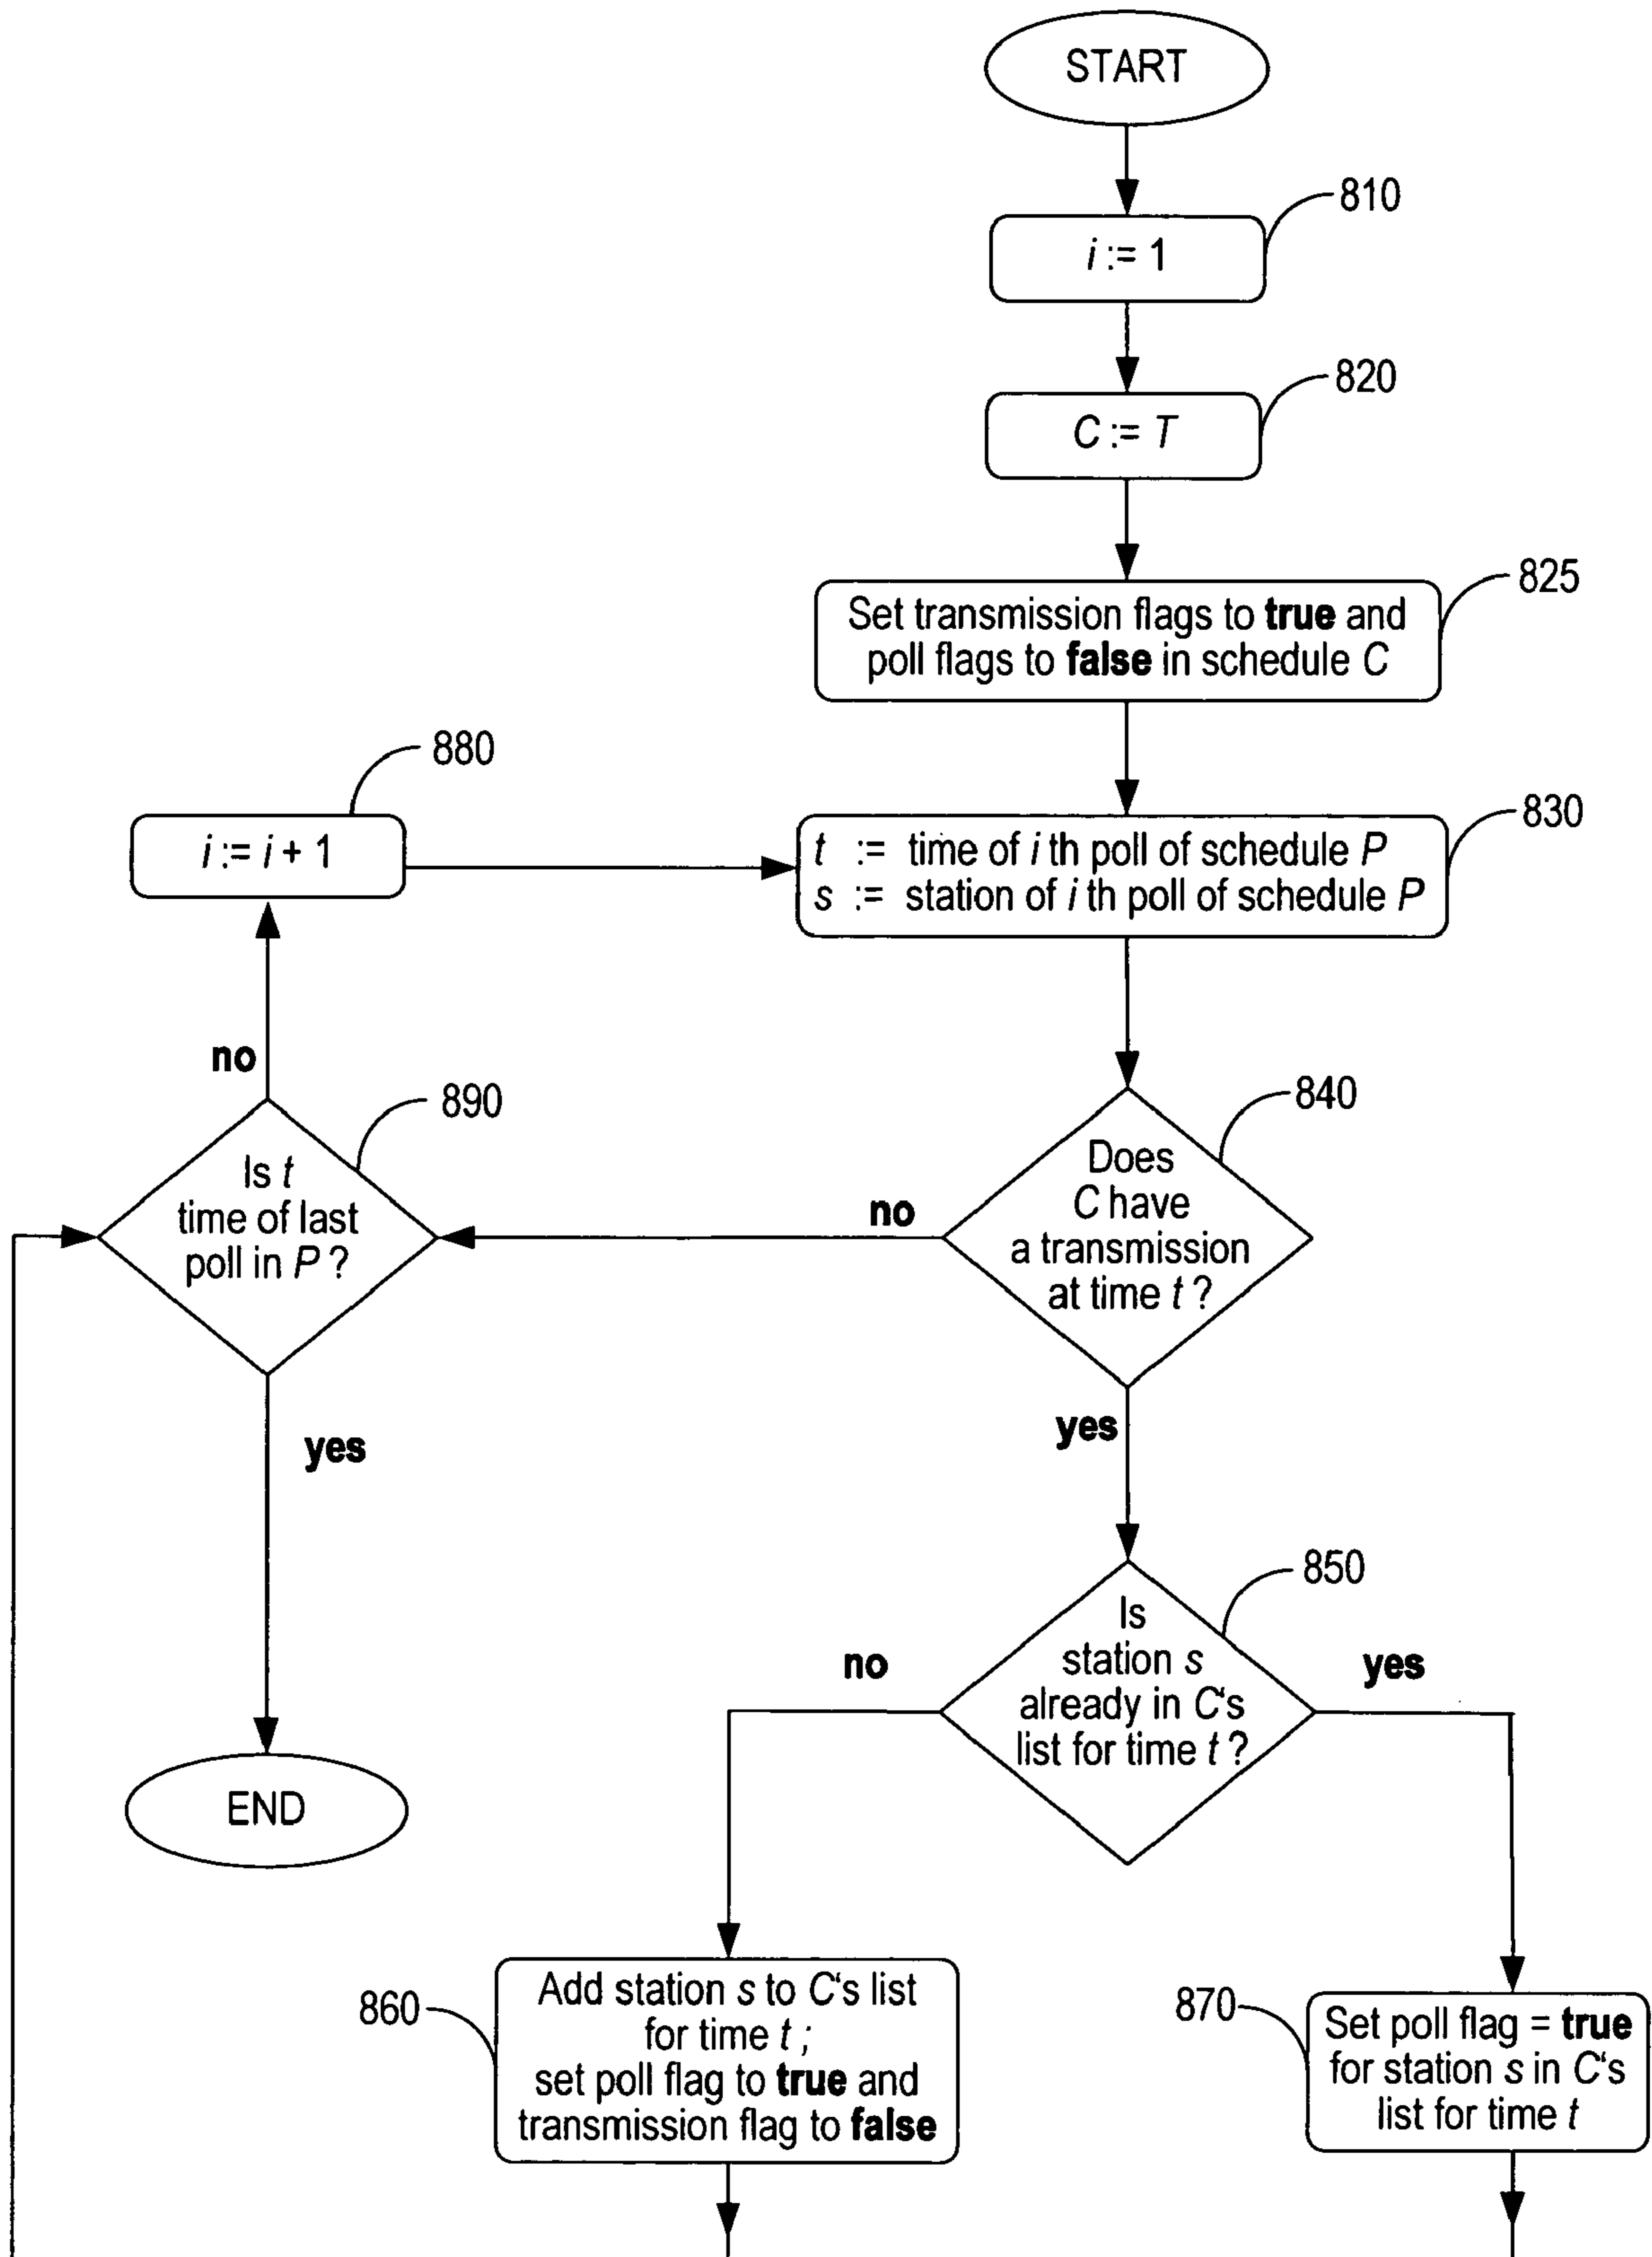 START
810
i := 1
820
C := T
825
Set transmission flags to true and
poll flags to false in schedule C
880
i := i + 1
830
t := time of i th poll of schedule P
s := station of i th poll of schedule P
no
890
Is t
time of last
poll in P ?
yes
840
Does
C have
a transmission
at time t ?
no
yes
850
Is
station s
already in C‘s
list for time t ?
no
yes
END
860
Add station s to C‘s list
for time t ;
set poll flag to true and
transmission flag to false
870
Set poll flag = true
for station s in C‘s
list for time t